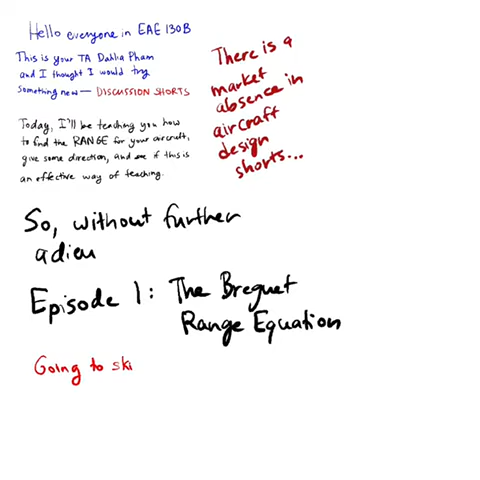 Hello everyone in EAE 130B
This is your TA Dahlia Pham
and I thought I would try
something new— DISCUSSION SHORTS
Today, I'll be teaching you how
to find the RANGE for your aircraft,
give some direction, and see if this is
an effective way of teaching.
There is a
market
absence in
aircraft
design
shorts...
So, without further
adieu
Episode 1: The Breguet
Range Equation
Going to ski